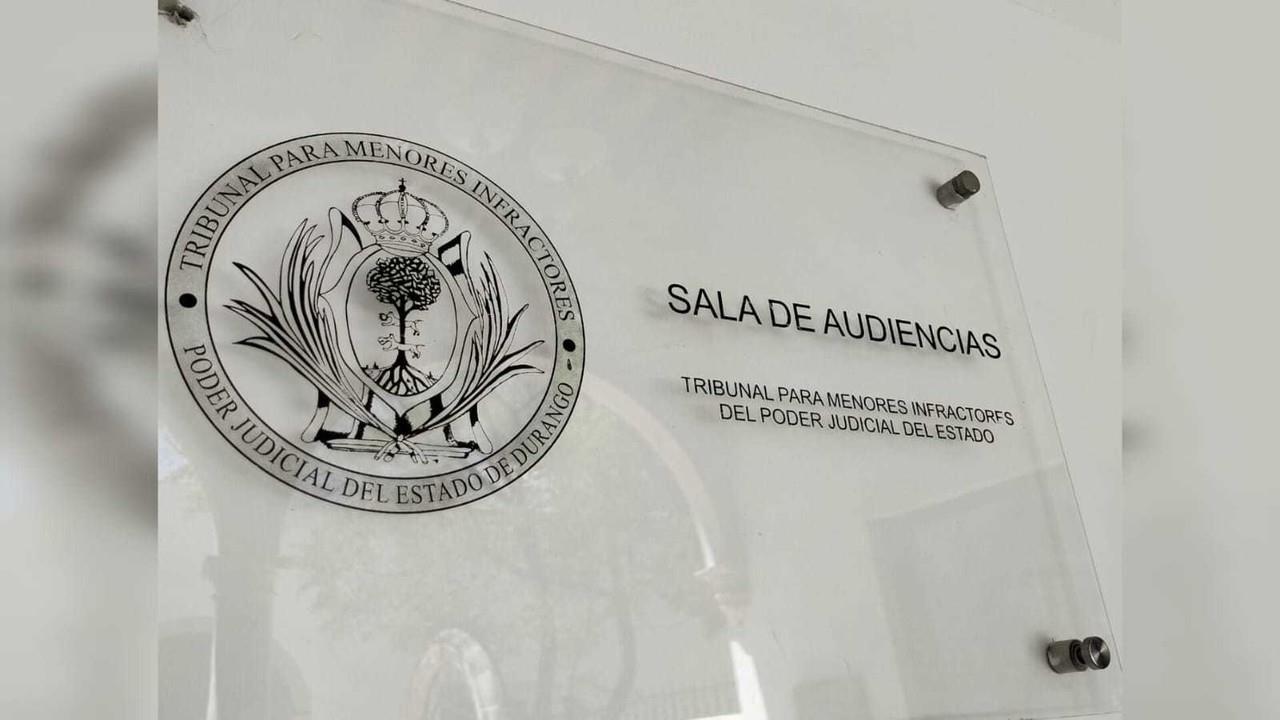 TRIBUNAL PARA MENORES INFRACTORES
PODER JUDICIAL DEL ESTADO DE DURANGO
SALA DE AUDIENCIAS
TRIBUNAL PARA MENORES INFRACTORES
DEL PODER JUDICIAL DEL ESTADO